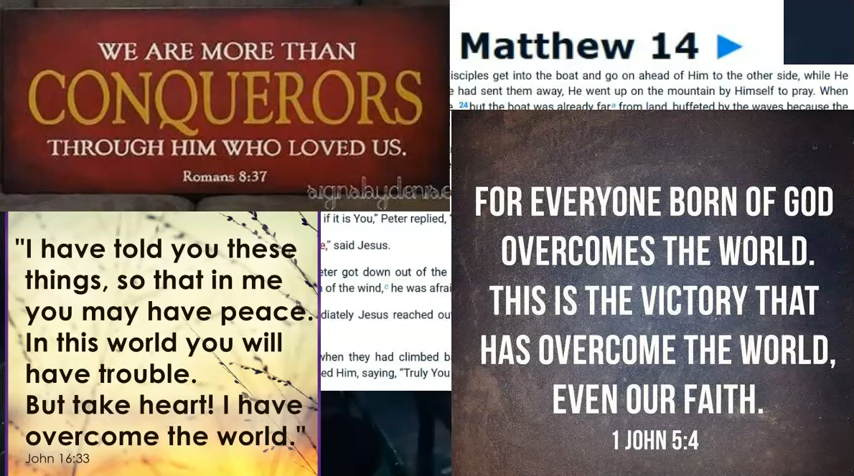 WE ARE MORE THAN
CONQUERORS
THROUGH HIM WHO LOVED US.
Romans 8:37
signsbydenise
Matthew 14
isciples get into the boat and go on ahead of Him to the other side, while He
had sent them away, He went up on the mountain by Himself to pray. When
24 but the boat was already far a from land, buffeted by the waves because the
if it is You," Peter replied, "
," said Jesus.
eter got down out of the
of the wind, c he was afrai
diately Jesus reached ou
when they had climbed b
ed Him, saying, "Truly You
"I have told you these
things, so that in me
you may have peace.
In this world you will
have trouble.
But take heart! I have
overcome the world."
John 16:33
FOR EVERYONE BORN OF GOD
OVERCOMES THE WORLD.
THIS IS THE VICTORY THAT
HAS OVERCOME THE WORLD,
EVEN OUR FAITH.
1 JOHN 5:4